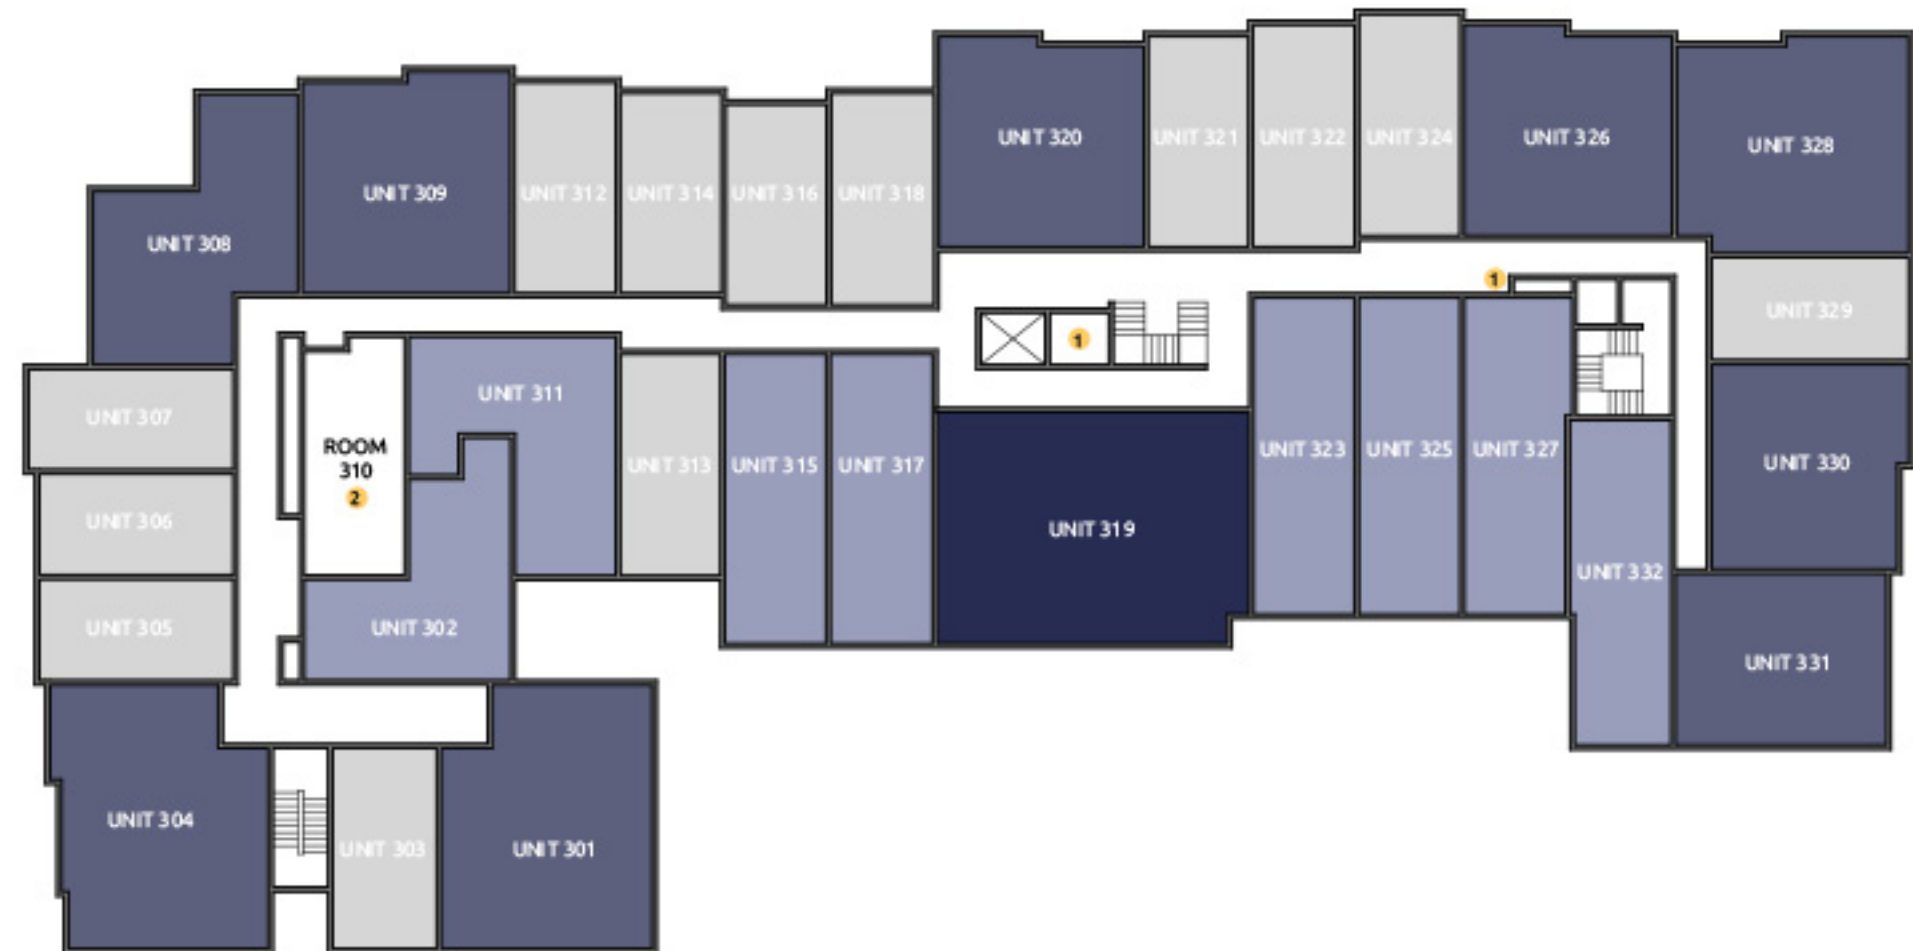 UNIT 320
UNIT 321
UNIT 322
UNIT 324
UNIT 326
UNIT 328
UNIT 309
UNIT 312
UNIT 314
UNIT 316
UNIT 318
UNIT 308
1
UNIT 329
1
UNIT 311
UNIT 307
ROOM
310
2
UNIT 313
UNIT 315
UNIT 317
UNIT 323
UNIT 325
UNIT 327
UNIT 330
UNIT 306
UNIT 319
UNIT 332
UNIT 305
UNIT 302
UNIT 331
UNIT 304
UNIT 303
UNIT 301